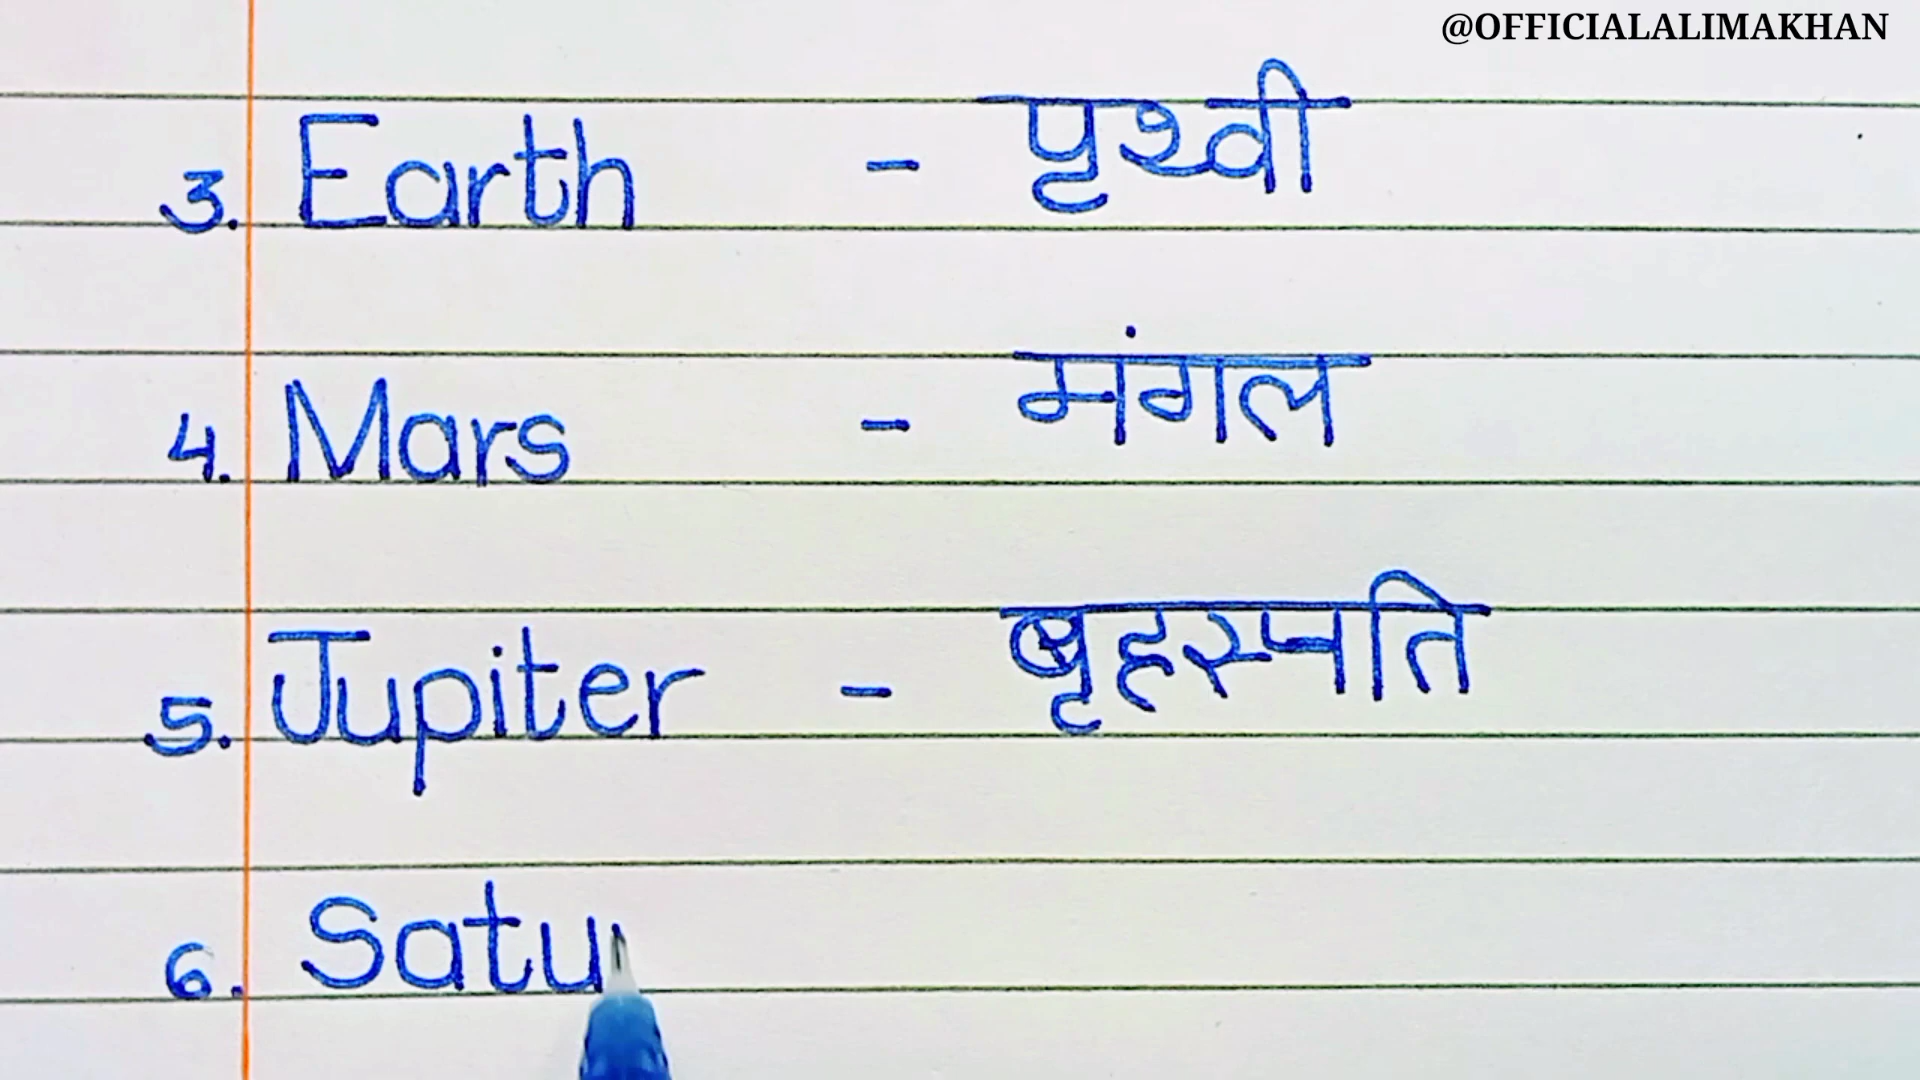 @OFFICIALALIMAKHAN
3. Earth - पृथ्वी
4. Mars - मंगल
5. Jupiter - बृहस्पति
6. Satu